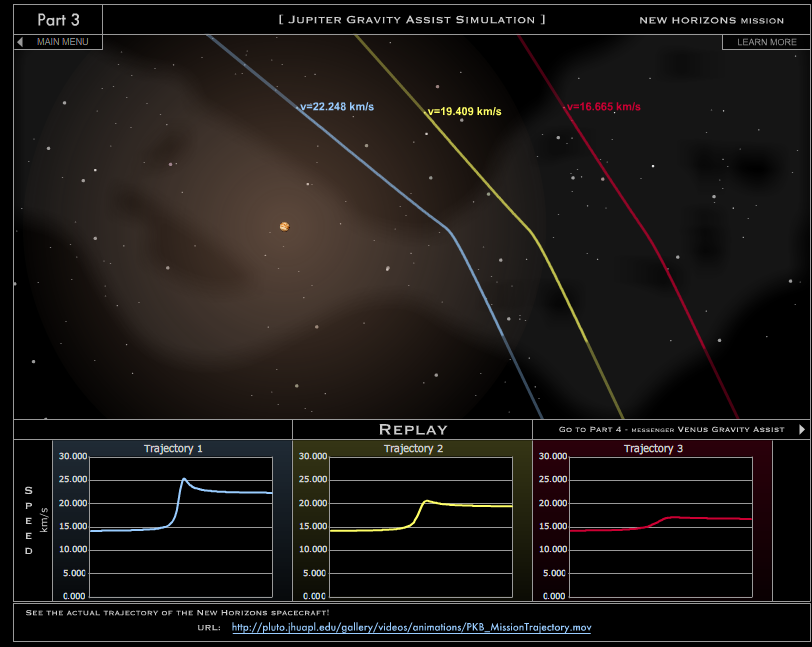 Part 3
[ JUPITER GRAVITY ASSIST SIMULATION ]
NEW HORIZONS MISSION
MAIN MENU
LEARN MORE
v=22.248 km/s
v=19.409 km/s
v=16.665 km/s
REPLAY
GO TO PART 4 - MESSENGER VENUS GRAVITY ASSIST
SPEED
km/s
Trajectory 1
30.000
25.000
20.000
15.000
10.000
5.000
0.000
Trajectory 2
30.000
25.000
20.000
15.000
10.000
5.000
0.000
Trajectory 3
30.000
25.000
20.000
15.000
10.000
5.000
0.000
SEE THE ACTUAL TRAJECTORY OF THE NEW HORIZONS SPACECRAFT!
URL: http://pluto.jhuapl.edu/gallery/videos/animations/PKB_MissionTrajectory.mov